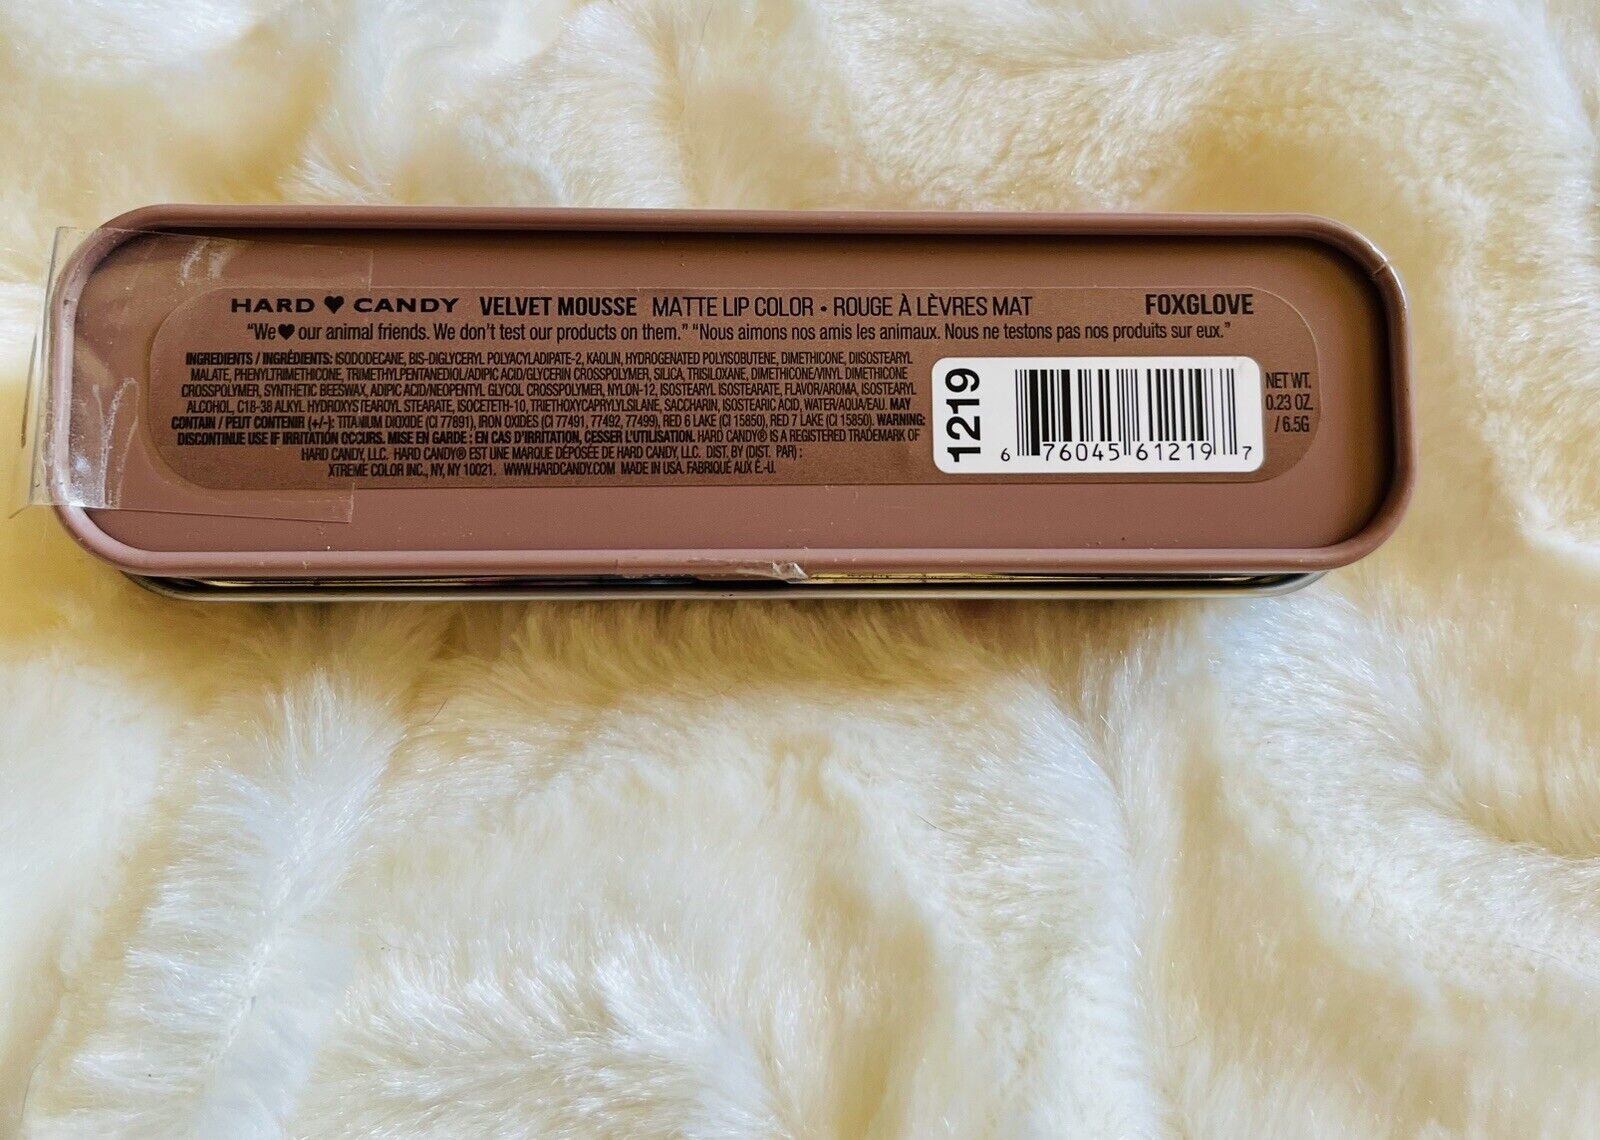 HARD ♥ CANDY VELVET MOUSSE MATTE LIP COLOR • ROUGE À LÈVRES MAT FOXGLOVE
"We ♥ our animal friends. We don't test our products on them." "Nous aimons nos amis les animaux. Nous ne testons pas nos produits sur eux."
INGREDIENTS / INGRÉDIENTS: ISODODECANE, BIS-DIGLYCERYL POLYACYLADIPATE-2, KAOLIN, HYDROGENATED POLYISOBUTENE, DIMETHICONE, DIISOSTEARYL
MALATE, PHENYLTRIMETHICONE, TRIMETHYLPENTANEDIOL/ADIPIC ACID/GLYCERIN CROSSPOLYMER, SILICA, TRISILOXANE, DIMETHICONE/VINYL DIMETHICONE
CROSSPOLYMER, SYNTHETIC BEESWAX, ADIPIC ACID/NEOPENTYL GLYCOL CROSSPOLYMER, NYLON-12, ISOSTEARYL ISOSTEARATE, FLAVOR/AROMA, ISOSTEARYL
ALCOHOL, C18-38 ALKYL HYDROXYSTEAROYL STEARATE, ISOCETETH-10, TRIETHOXYCAPRYLYLSILANE, SACCHARIN, ISOSTEARIC ACID, WATER/AQUA/EAU. MAY
CONTAIN / PEUT CONTENIR (+/-): TITANIUM DIOXIDE (CI 77891), IRON OXIDES (CI 77491, 77492, 77499), RED 6 LAKE (CI 15850), RED 7 LAKE (CI 15850). WARNING:
DISCONTINUE USE IF IRRITATION OCCURS. MISE EN GARDE : EN CAS D'IRRITATION, CESSER L'UTILISATION. HARD CANDY® IS A REGISTERED TRADEMARK OF
HARD CANDY, LLC. HARD CANDY® EST UNE MARQUE DÉPOSÉE DE HARD CANDY, LLC. DIST. BY (DIST. PAR) :
XTREME COLOR INC., NY, NY 10021. WWW.HARDCANDY.COM MADE IN USA. FABRIQUÉ AUX É.-U.
1219
6 76045 61219 7
NET WT.
0.23 OZ.
/ 6.5G